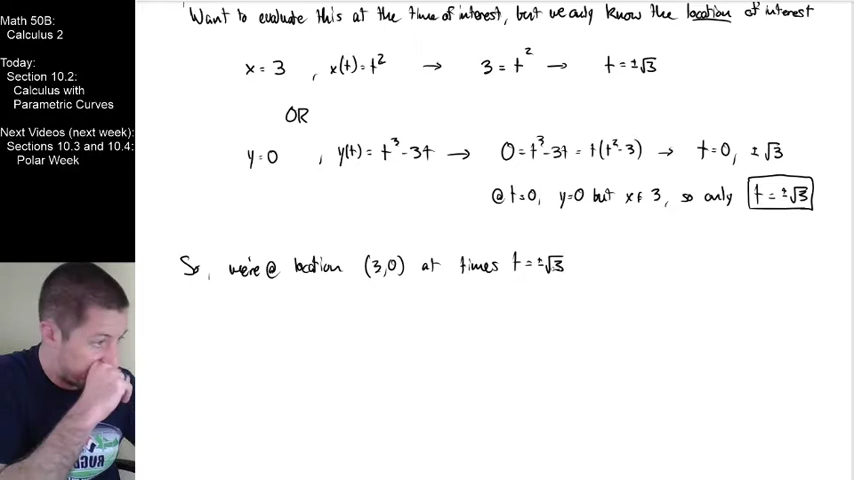 Math 50B:
Calculus 2
Today:
Section 10.2:
Calculus with
Parametric Curves
Next Videos (next week):
Sections 10.3 and 10.4:
Polar Week
Want to evaluate this at the time of interest, but we only know the location of interest
x = 3 , x(t) = t² → 3 = t² → t = ±√3
OR
y=0 , y(t) = t³-3t → 0 = t³-3t = t(t²-3) → t=0, ±√3
@ t=0, y=0 but x≠3, so only t = ±√3
So, we're @ location (3,0) at times t = ±√3
RUGB